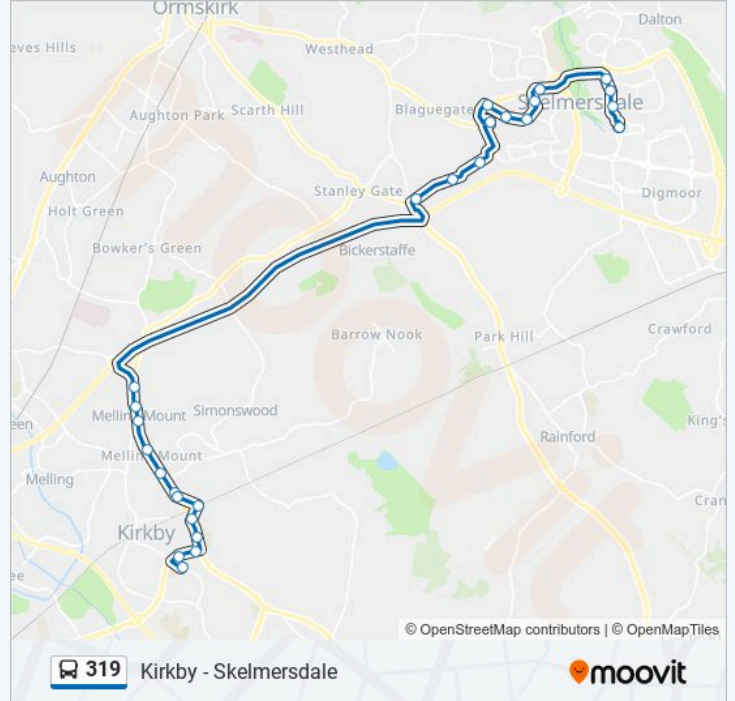 Ormskirk
Dalton
eves Hills
Westhead
Aughton Park
Scarth Hill
Blaguegate
Skelmersdale
Aughton
Stanley Gate
Digmoor
Holt Green
Bowker's Green
Bickerstaffe
Barrow Nook
Park Hill
Crawford
Melling Mount
Simonswood
een
King's
Rainford
Melling Mount
Melling
Cran
Kirkby
ee
moovit
© OpenStreetMap contributors | © OpenMapTiles
319 Kirkby - Skelmersdale
moovit